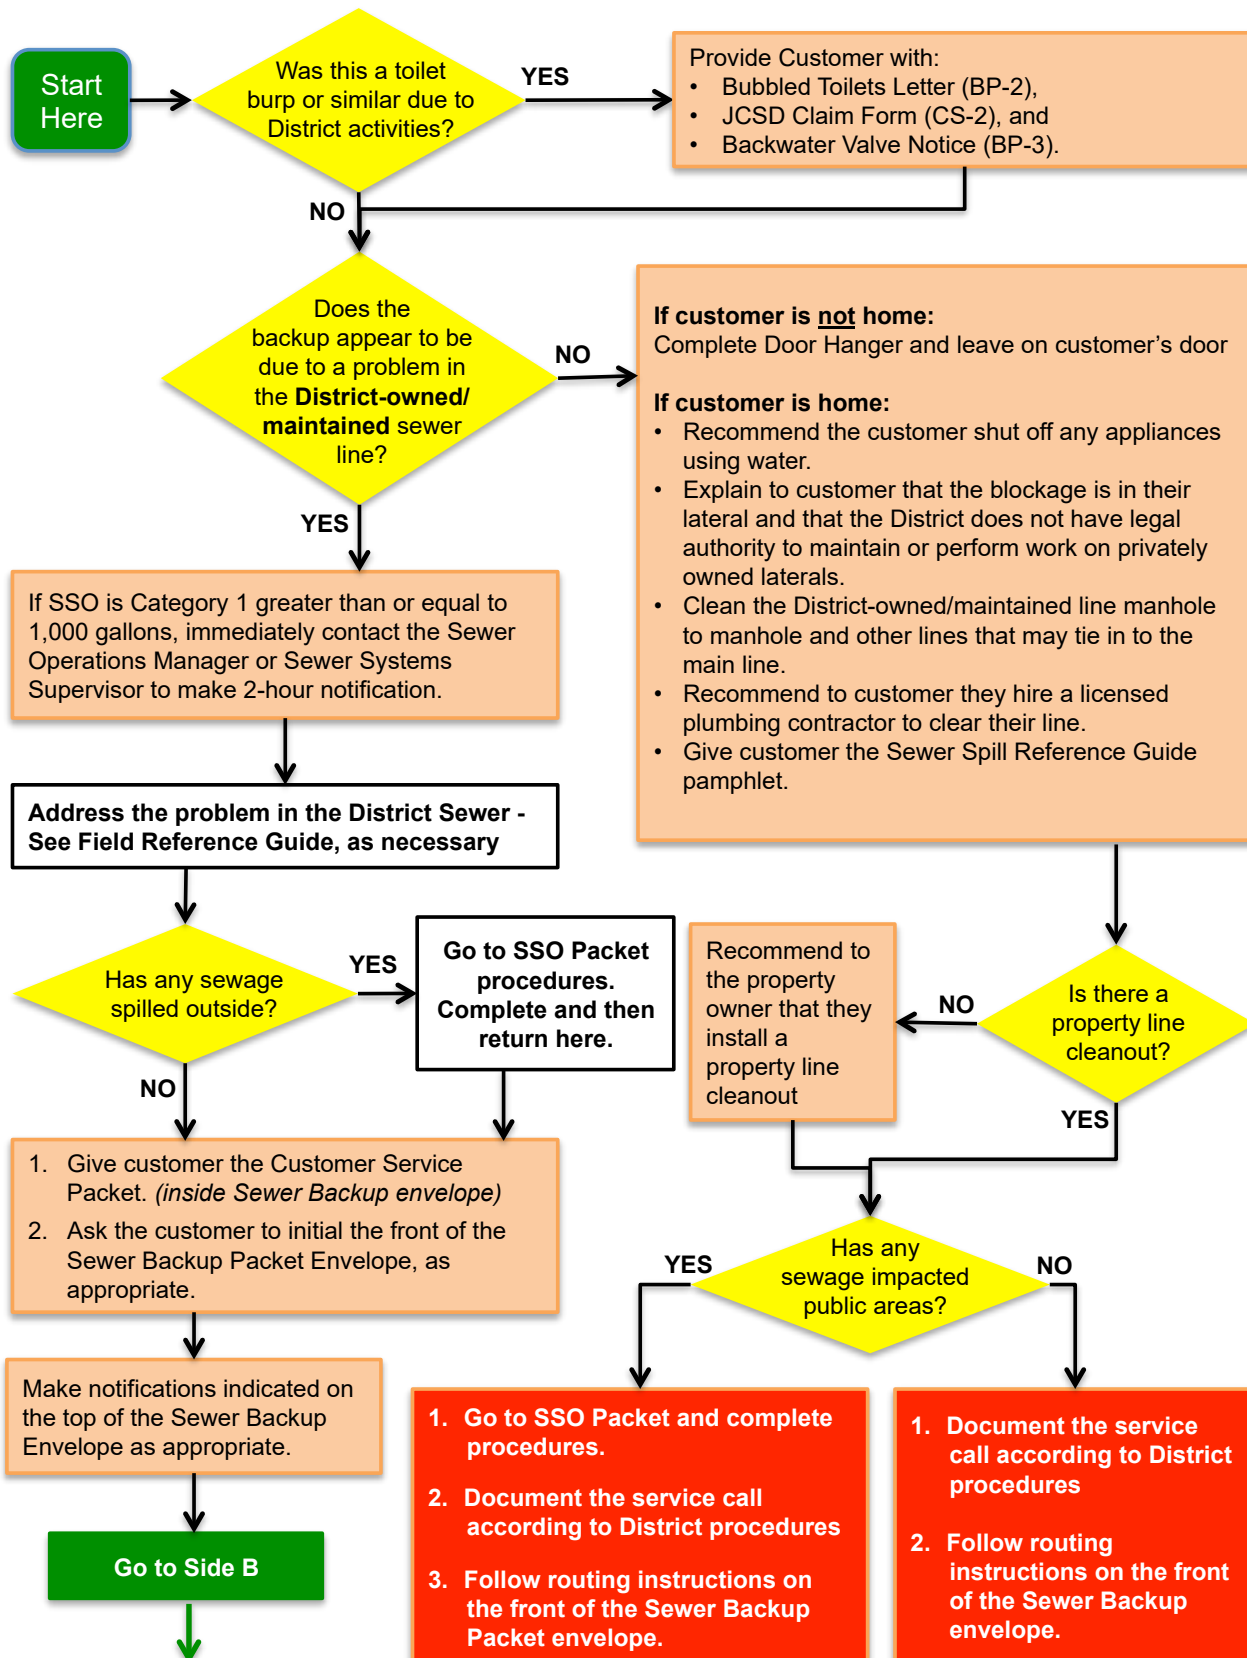 Start
Here
Was this a toilet
burp or similar due to
District activities?
YES
Provide Customer with:
• Bubbled Toilets Letter (BP-2),
• JCSD Claim Form (CS-2), and
• Backwater Valve Notice (BP-3).
NO
Does the
backup appear to be
due to a problem in
the District-owned/
maintained sewer
line?
NO
If customer is not home:
Complete Door Hanger and leave on customer’s door
If customer is home:
• Recommend the customer shut off any appliances
using water.
• Explain to customer that the blockage is in their
lateral and that the District does not have legal
authority to maintain or perform work on privately
owned laterals.
• Clean the District-owned/maintained line manhole
to manhole and other lines that may tie in to the
main line.
• Recommend to customer they hire a licensed
plumbing contractor to clear their line.
• Give customer the Sewer Spill Reference Guide
pamphlet.
YES
If SSO is Category 1 greater than or equal to
1,000 gallons, immediately contact the Sewer
Operations Manager or Sewer Systems
Supervisor to make 2-hour notification.
Address the problem in the District Sewer -
See Field Reference Guide, as necessary
Has any sewage
spilled outside?
YES
Go to SSO Packet
procedures.
Complete and then
return here.
NO
Recommend to
the property
owner that they
install a
property line
cleanout
NO
Is there a
property line
cleanout?
YES
1. Give customer the Customer Service
Packet. (inside Sewer Backup envelope)
2. Ask the customer to initial the front of the
Sewer Backup Packet Envelope, as
appropriate.
YES
Has any
sewage impacted
public areas?
NO
Make notifications indicated on
the top of the Sewer Backup
Envelope as appropriate.
Go to Side B
1. Go to SSO Packet and complete
procedures.
2. Document the service call
according to District procedures
3. Follow routing instructions on
the front of the Sewer Backup
Packet envelope.
1. Document the service
call according to District
procedures
2. Follow routing
instructions on the front
of the Sewer Backup
envelope.